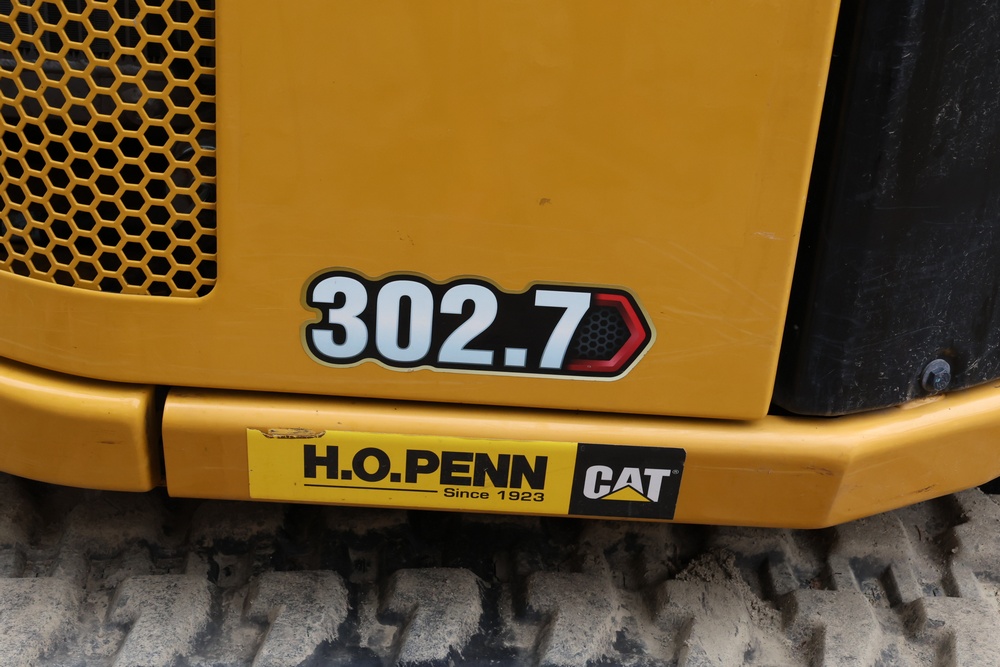 302.7
H.O.PENN
Since 1923
CAT®